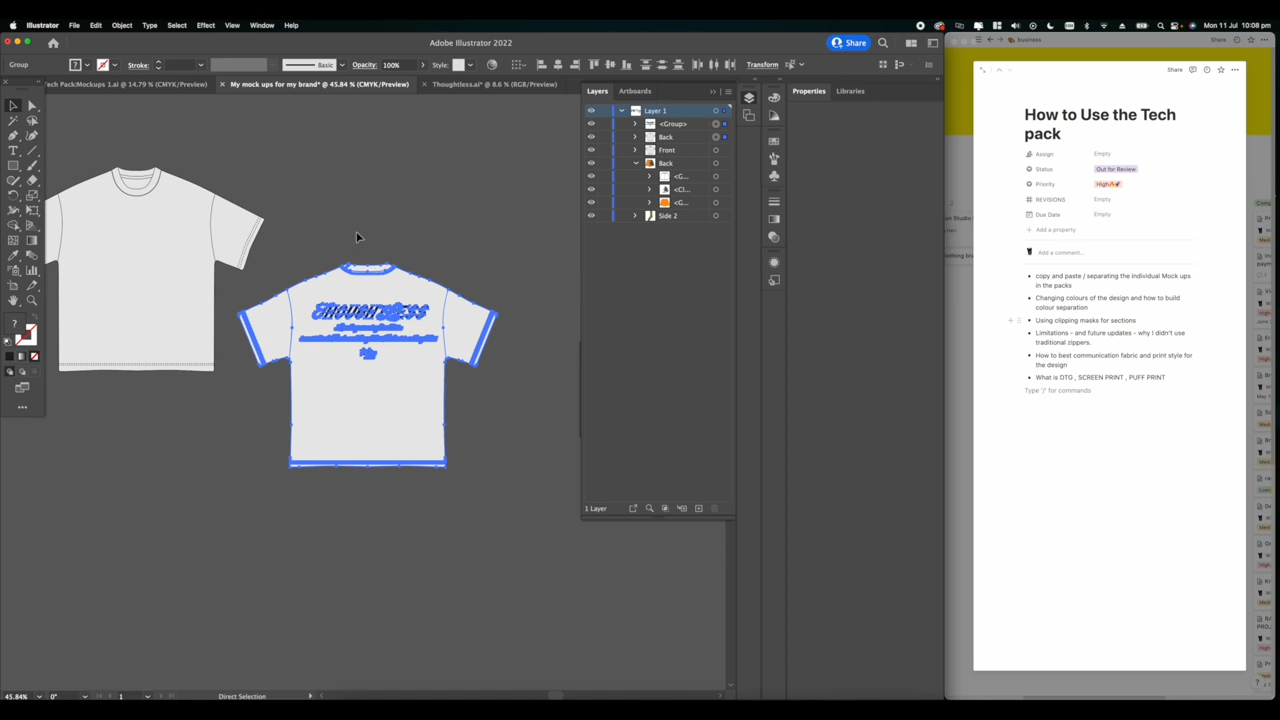 Illustrator File Edit Object Type Select Effect View Window Help
Mon 11 Jul 10:08 pm
Adobe Illustrator 2022
Share
Group
Stroke:
Basic
Opacity:
100%
Style:
Transform
Tech Pack:Mockups 1.ai @ 14.79 % (CMYK/Preview)
My mock ups for my brand* @ 45.84 % (CMYK/Preview)
Thoughtless.ai* @ 8.6 % (RGB/Preview)
Layers
Artboards
Layer 1
<Group>
Back
Front
Back
<G...
<Cl...
<G...
Side 2
1 Layer
Properties
Libraries
THOUGHTLESS
45.84%
0°
1
Direct Selection
business
Share
Share
How to Use the Tech
pack
Assign
Empty
Status
Out for Review
Priority
High
REVISIONS
Empty
Due Date
Empty
Add a property
Add a comment...
copy and paste / separating the individual Mock ups
in the packs
Changing colours of the design and how to build
colour separation
Using clipping masks for sections
Limitations - and future updates - why I didn't use
traditional zippers.
How to best communication fabric and print style for
the design
What is DTG , SCREEN PRINT , PUFF PRINT
Type '/' for commands